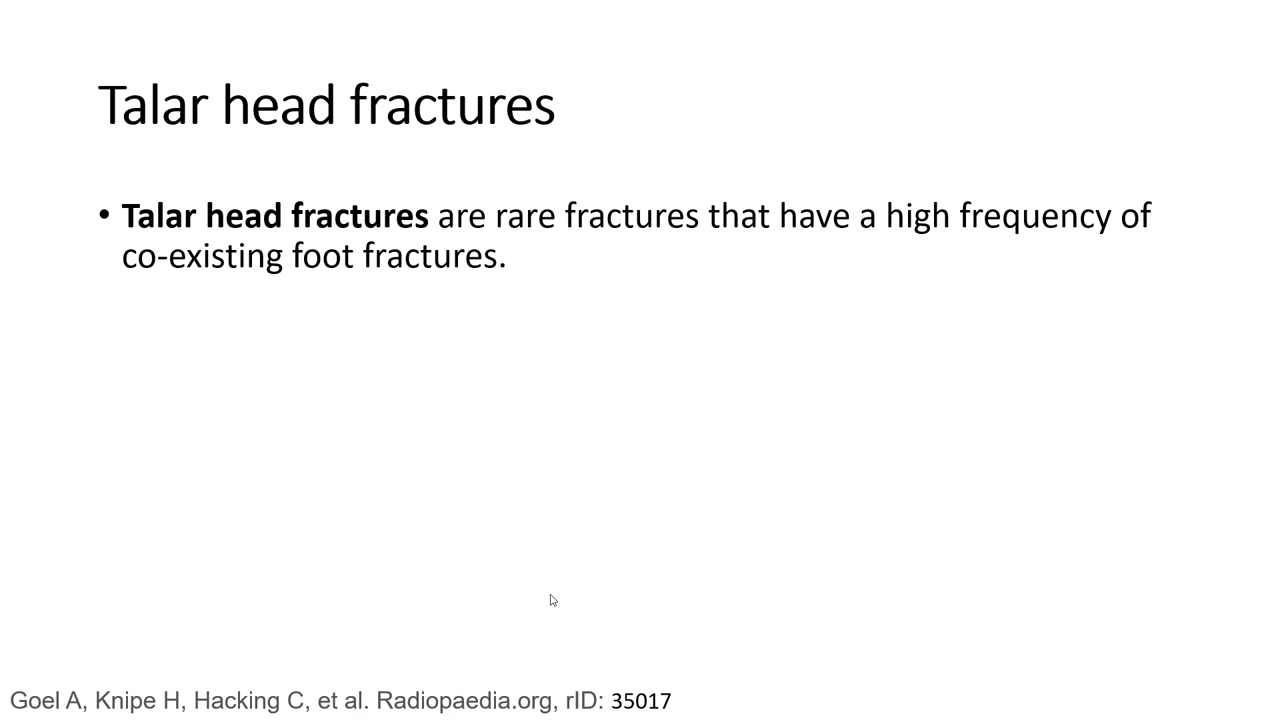 Talar head fractures
• Talar head fractures are rare fractures that have a high frequency of
co-existing foot fractures.
Goel A, Knipe H, Hacking C, et al. Radiopaedia.org, rID: 35017